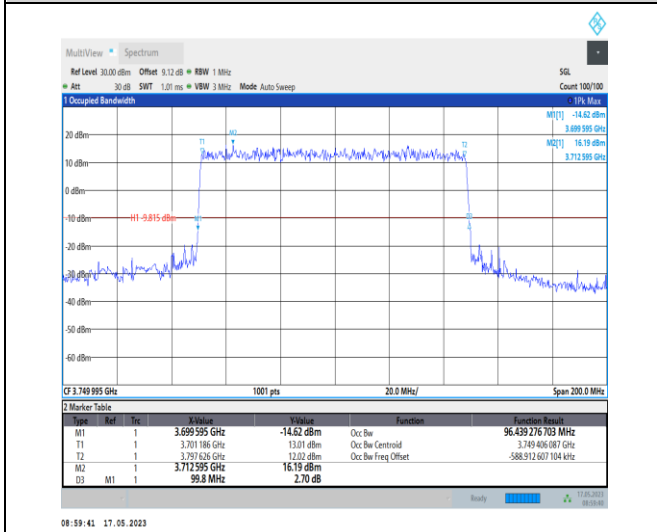 MultiView Spectrum
Ref Level 30.00 dBm Offset 9.12 dB RBW 1 MHz SGL
Att 30 dB SWT 1.01 ms VBW 3 MHz Mode Auto Sweep Count 100/100
1 Occupied Bandwidth 1Pk Max
M1[1] -14.62 dBm
3.699 595 GHz
M2[1] 16.19 dBm
3.712 595 GHz
20 dBm
T1
M2
T2
10 dBm
0 dBm
-10 dBm
H1 -9.815 dBm
M1
D3
-20 dBm
-30 dBm
-40 dBm
-50 dBm
-60 dBm
CF 3.749 995 GHz 1001 pts 20.0 MHz/ Span 200.0 MHz
2 Marker Table
Type Ref Trc X-Value Y-Value Function Function Result
M1 1 3.699 595 GHz -14.62 dBm Occ Bw 96.439 276 703 MHz
T1 1 3.701 186 GHz 13.01 dBm Occ Bw Centroid 3.749 406 087 GHz
T2 1 3.797 626 GHz 12.02 dBm Occ Bw Freq Offset -588.912 607 104 kHz
M2 1 3.712 595 GHz 16.19 dBm
D3 M1 1 99.8 MHz 2.70 dB
Ready 17.05.2023
08:59:40
08:59:41 17.05.2023